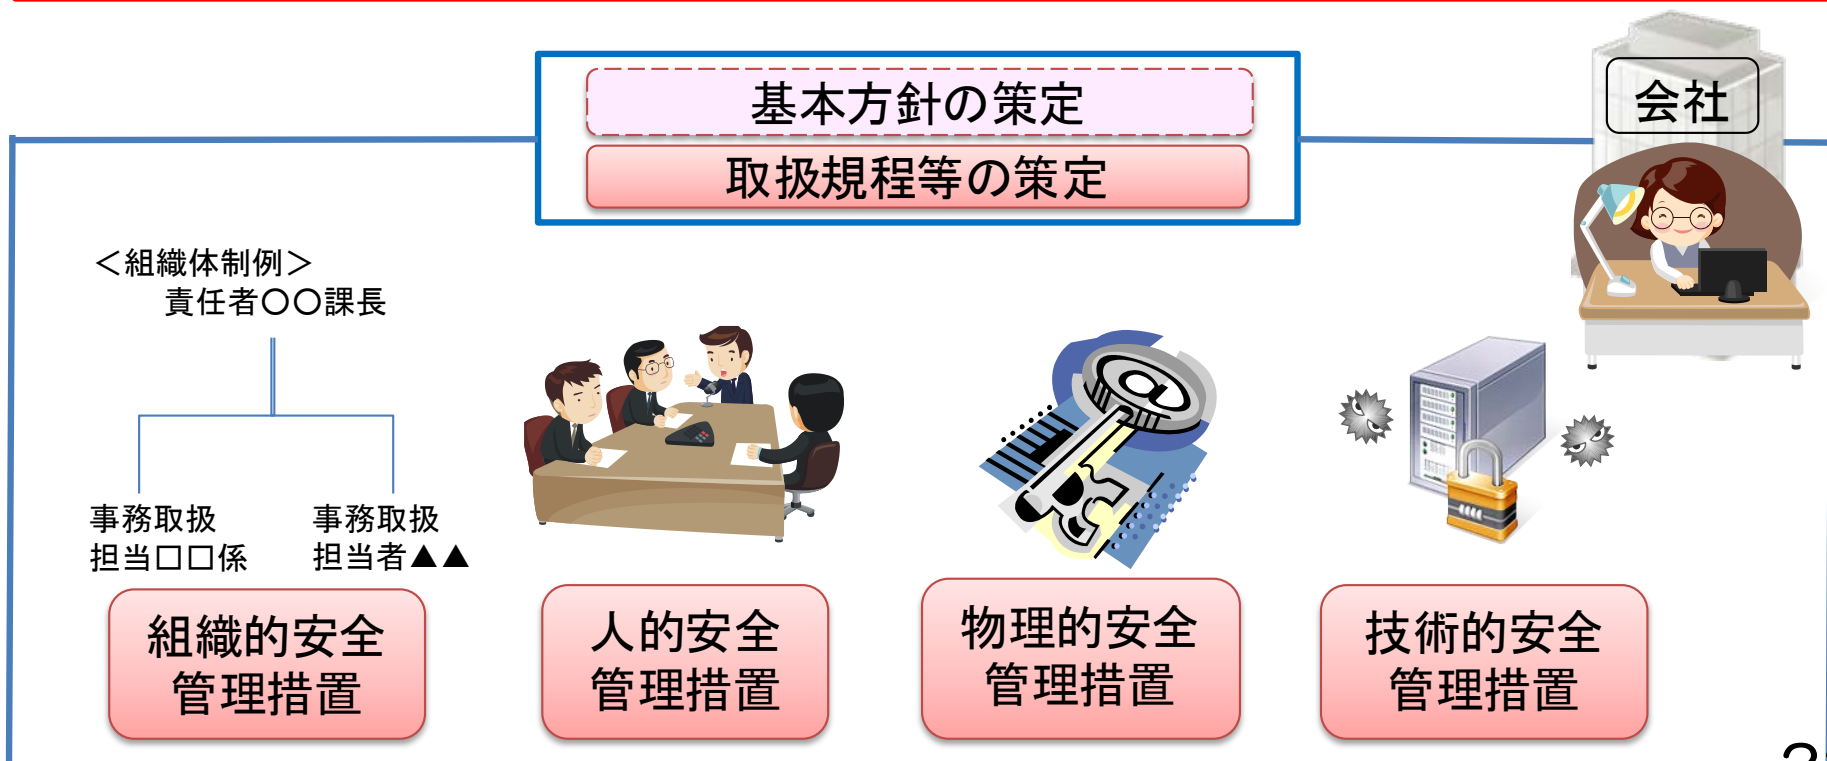 会社
基本方針の策定
取扱規程等の策定
＜組織体制例＞
責任者〇〇課長
事務取扱
担当□□係
事務取扱
担当者▲▲
組織的安全
管理措置
人的安全
管理措置
物理的安全
管理措置
技術的安全
管理措置